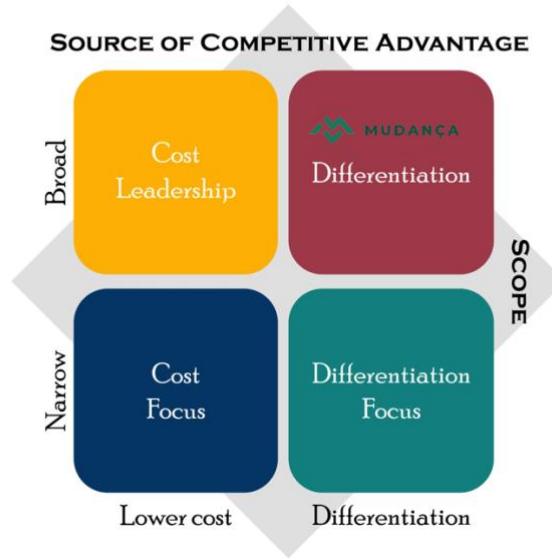 SOURCE OF COMPETITIVE ADVANTAGE
Broad
Cost
Leadership
MUDANÇA
Differentiation
SCOPE
Narrow
Cost
Focus
Differentiation
Focus
Lower cost
Differentiation